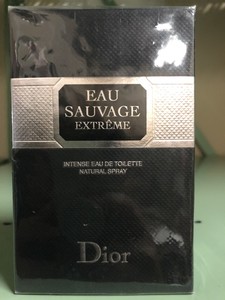 EAU
SAUVAGE
EXTRÊME
INTENSE EAU DE TOILETTE
NATURAL SPRAY
Dior